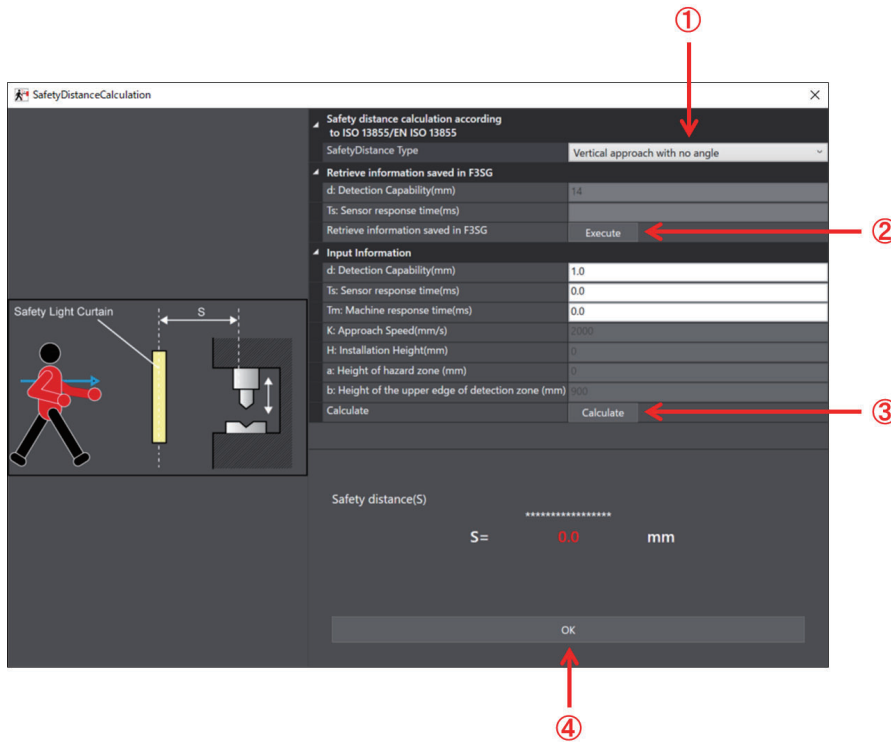 ①
SafetyDistanceCalculation
Safety distance calculation according
to ISO 13855/EN ISO 13855
SafetyDistance Type Vertical approach with no angle
Retrieve information saved in F3SG
d: Detection Capability(mm) 14
Ts: Sensor response time(ms)
Retrieve information saved in F3SG Execute ②
Input Information
d: Detection Capability(mm) 1.0
Ts: Sensor response time(ms) 0.0
Tm: Machine response time(ms) 0.0
K: Approach Speed(mm/s) 2000
H: Installation Height(mm) 0
a: Height of hazard zone (mm) 0
b: Height of the upper edge of detection zone (mm) 900
Calculate Calculate ③
Safety Light Curtain S
Safety distance(S)
*****************
S= 0.0 mm
OK
④